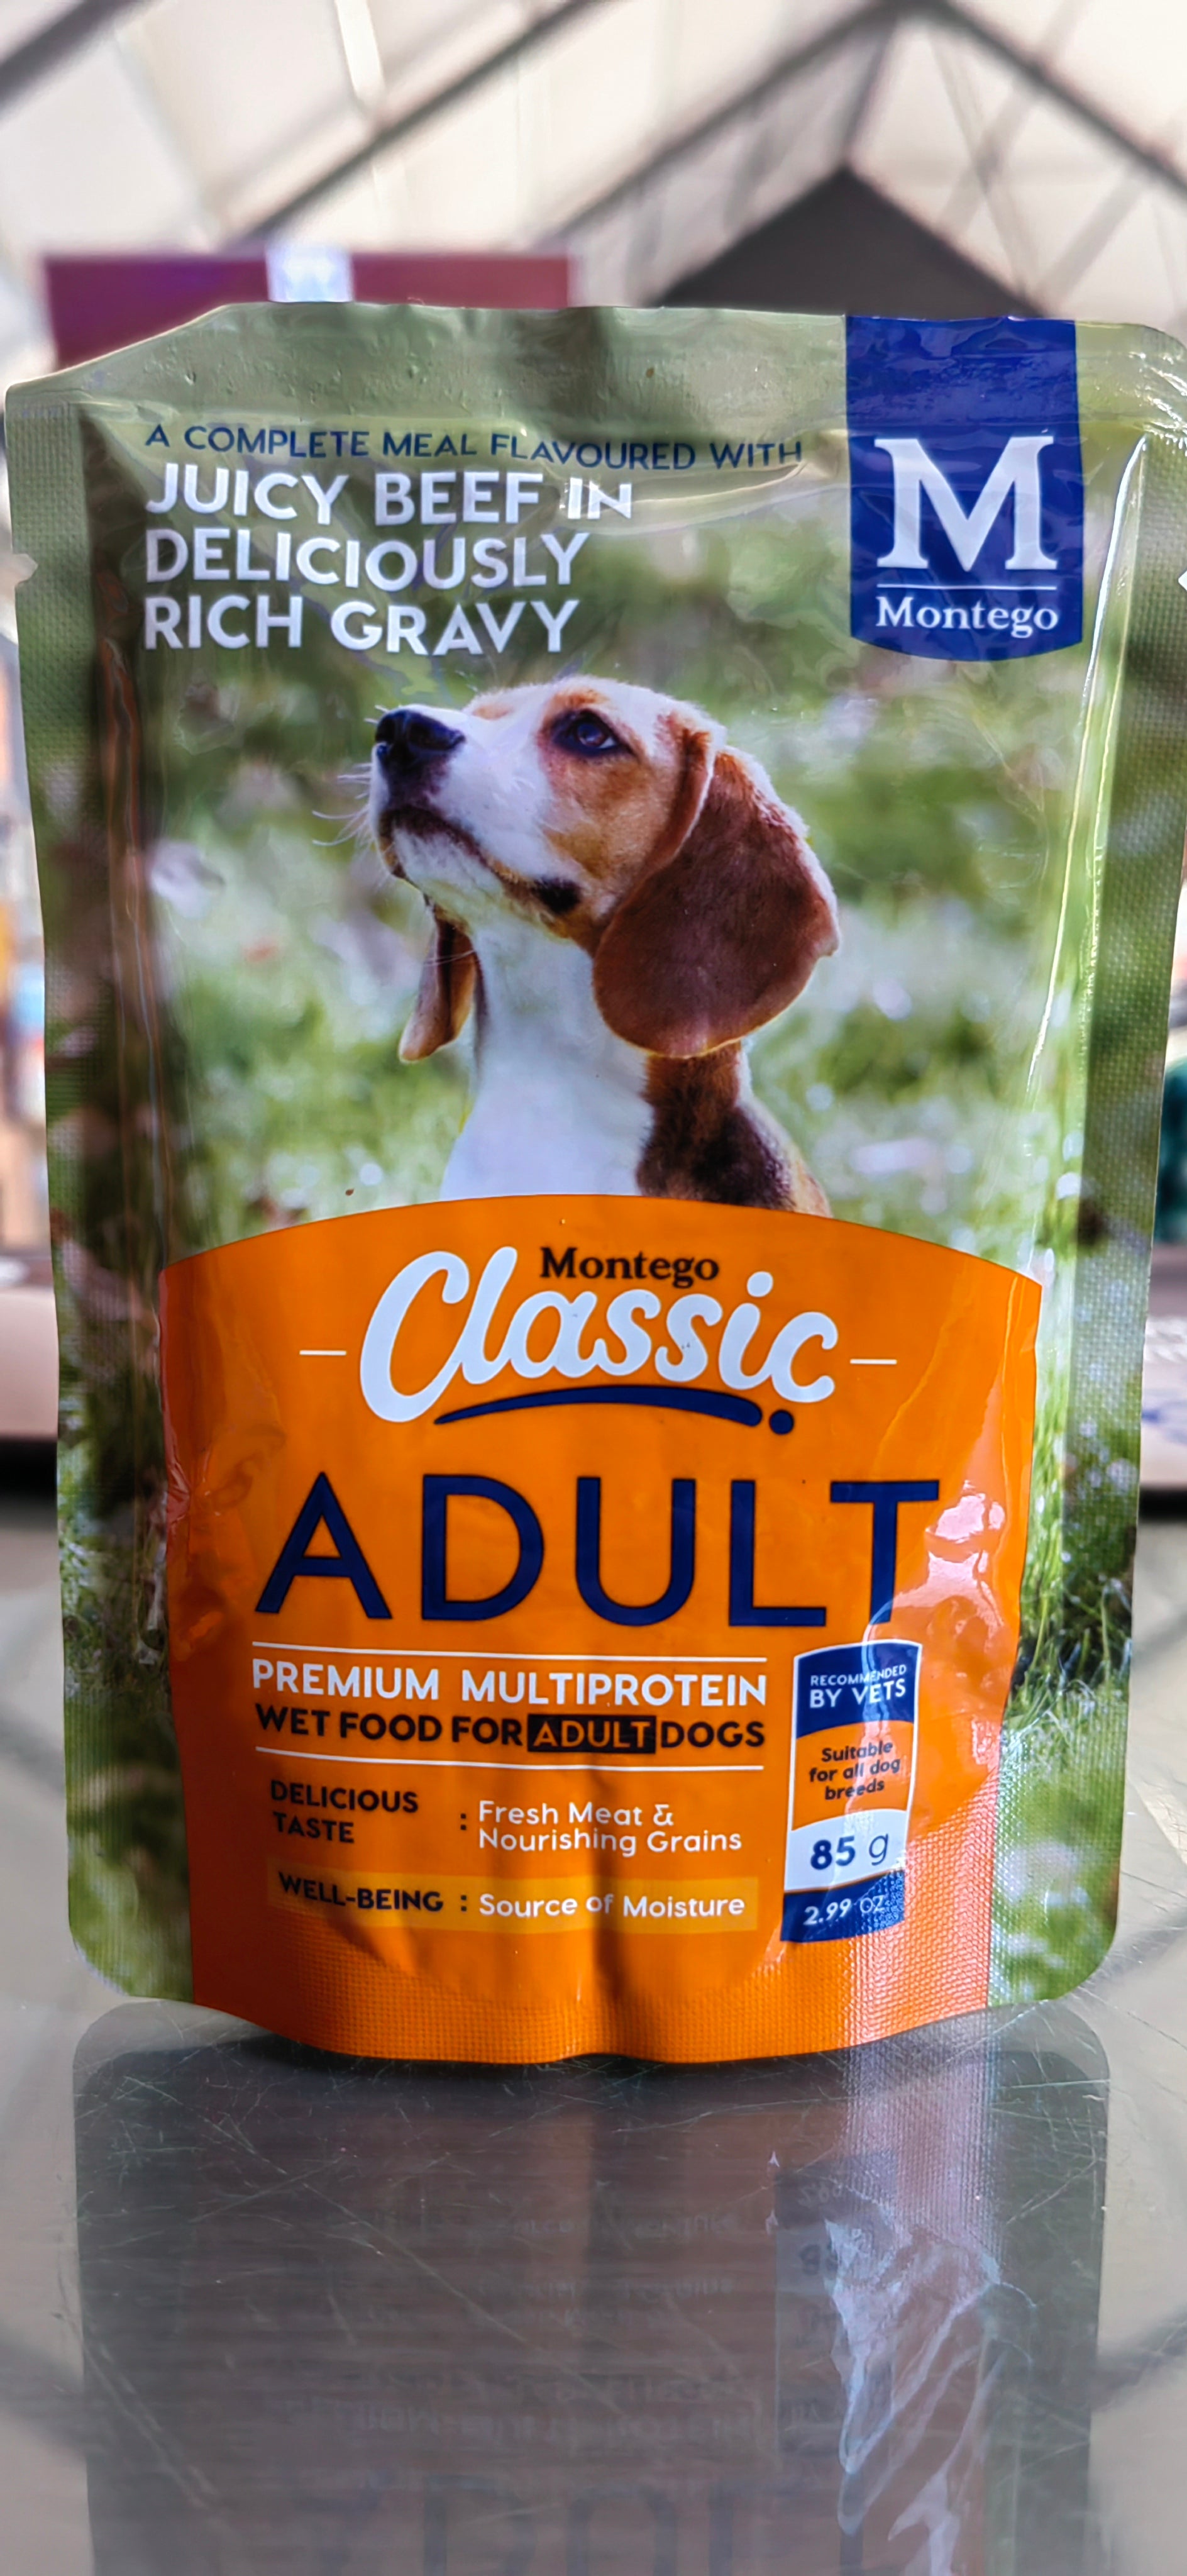 A COMPLETE MEAL FLAVOURED WITH
JUICY BEEF IN
DELICIOUSLY
RICH GRAVY
M
Montego
Montego
Classic
ADULT
PREMIUM MULTIPROTEIN
WET FOOD FOR ADULT DOGS
DELICIOUS
TASTE
: Fresh Meat &
Nourishing Grains
WELL-BEING : Source of Moisture
RECOMMENDED
BY VETS
Suitable
for all dog
breeds
85 g
2.99 OZ